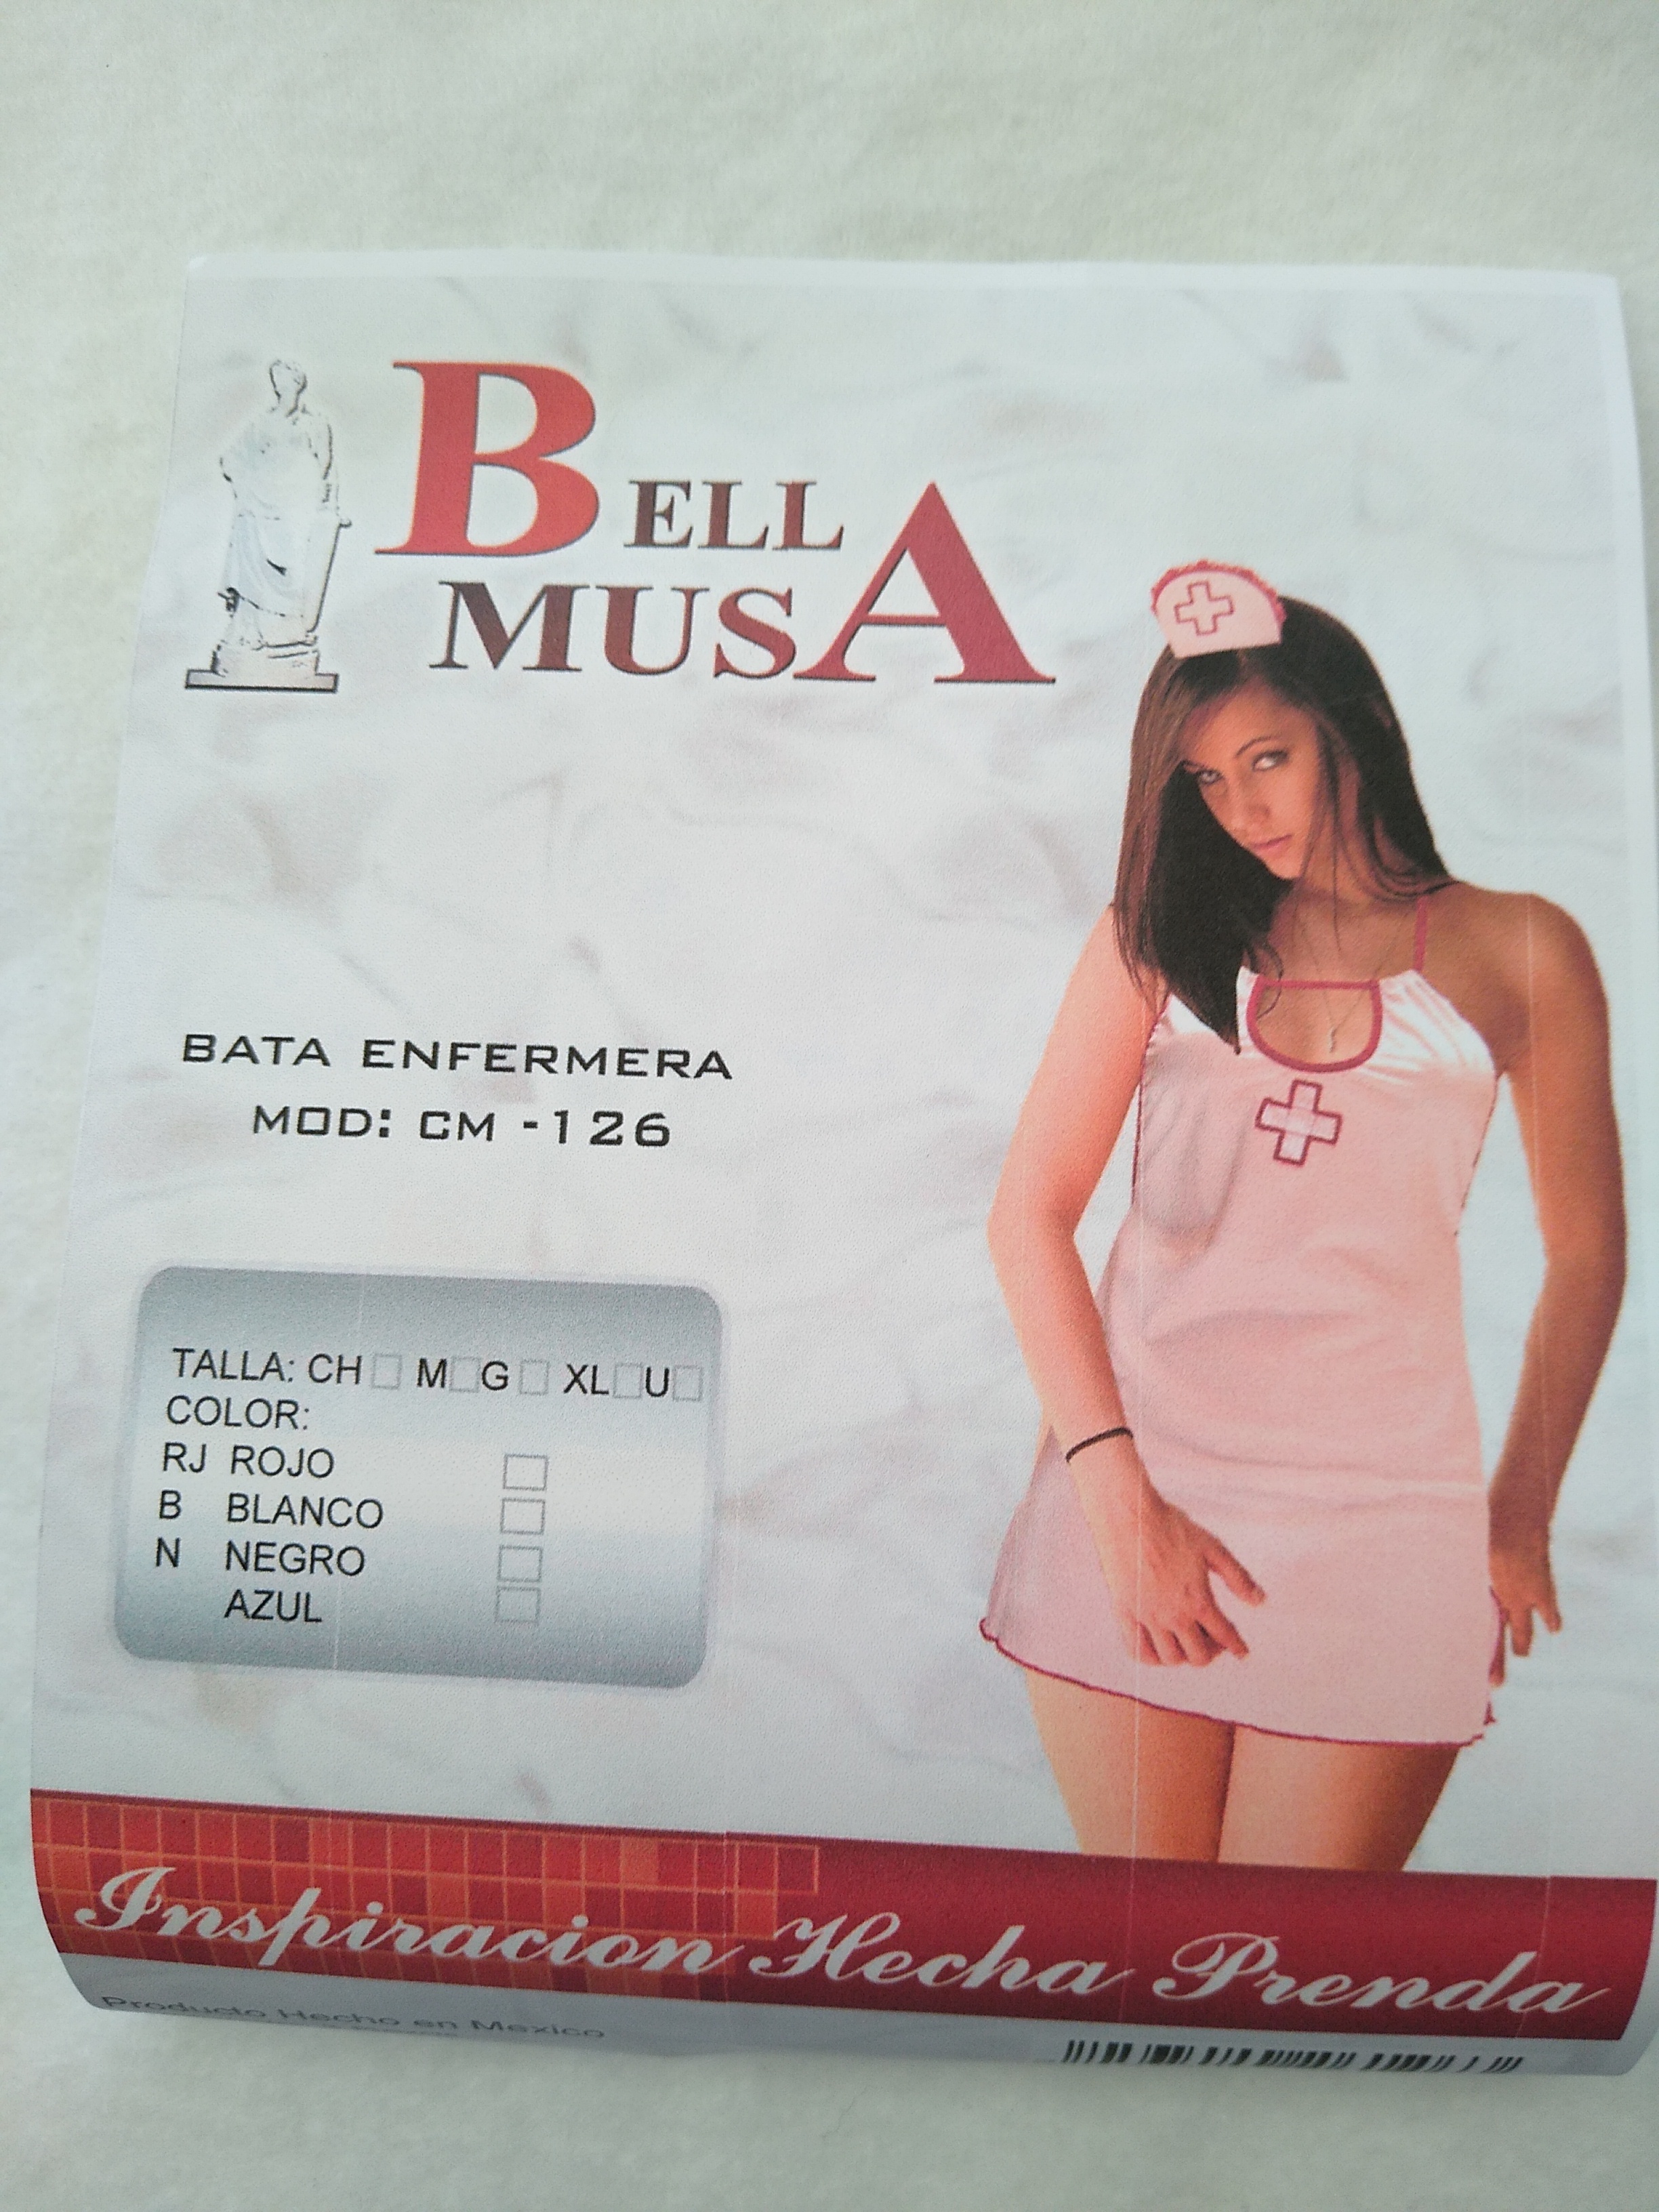 BELLA
MUSA
BATA ENFERMERA
MOD: CM -126
TALLA: CH M G XL U
COLOR:
RJ ROJO
B BLANCO
N NEGRO
AZUL
Inspiracion Hecha Prenda
Producto Hecho en Mexico